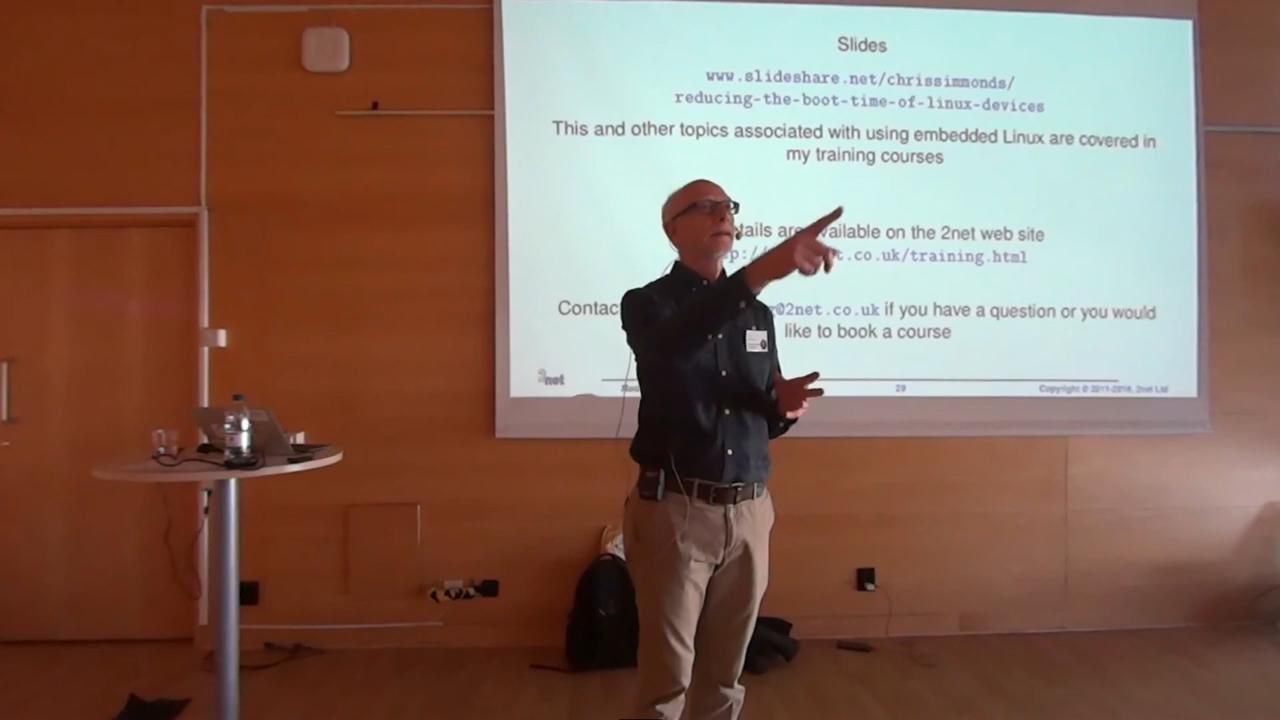 Slides
www.slideshare.net/chrissimmonds/
reducing-the-boot-time-of-linux-devices
This and other topics associated with using embedded Linux are covered in
my training courses
available on the 2net web site
.co.uk/training.html
@2net.co.uk if you have a question or you would
like to book a course
2net
29
Copyright © 2011-2018, 2net Ltd